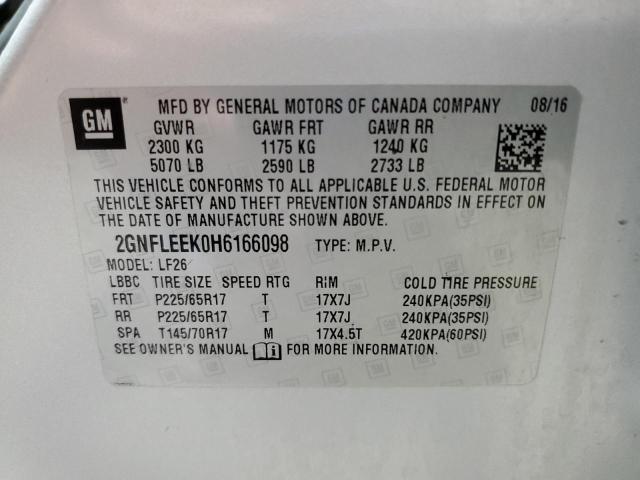 GM
MFD BY GENERAL MOTORS OF CANADA COMPANY 08/16
GVWR GAWR FRT GAWR RR
2300 KG 1175 KG 1240 KG
5070 LB 2590 LB 2733 LB
THIS VEHICLE CONFORMS TO ALL APPLICABLE U.S. FEDERAL MOTOR
VEHICLE SAFETY AND THEFT PREVENTION STANDARDS IN EFFECT ON
THE DATE OF MANUFACTURE SHOWN ABOVE.
2GNFLEEK0H6166098 TYPE: M.P.V.
MODEL: LF26
LBBC TIRE SIZE SPEED RTG RIM COLD TIRE PRESSURE
FRT P225/65R17 T 17X7J 240KPA(35PSI)
RR P225/65R17 T 17X7J 240KPA(35PSI)
SPA T145/70R17 M 17X4.5T 420KPA(60PSI)
SEE OWNER'S MANUAL FOR MORE INFORMATION.